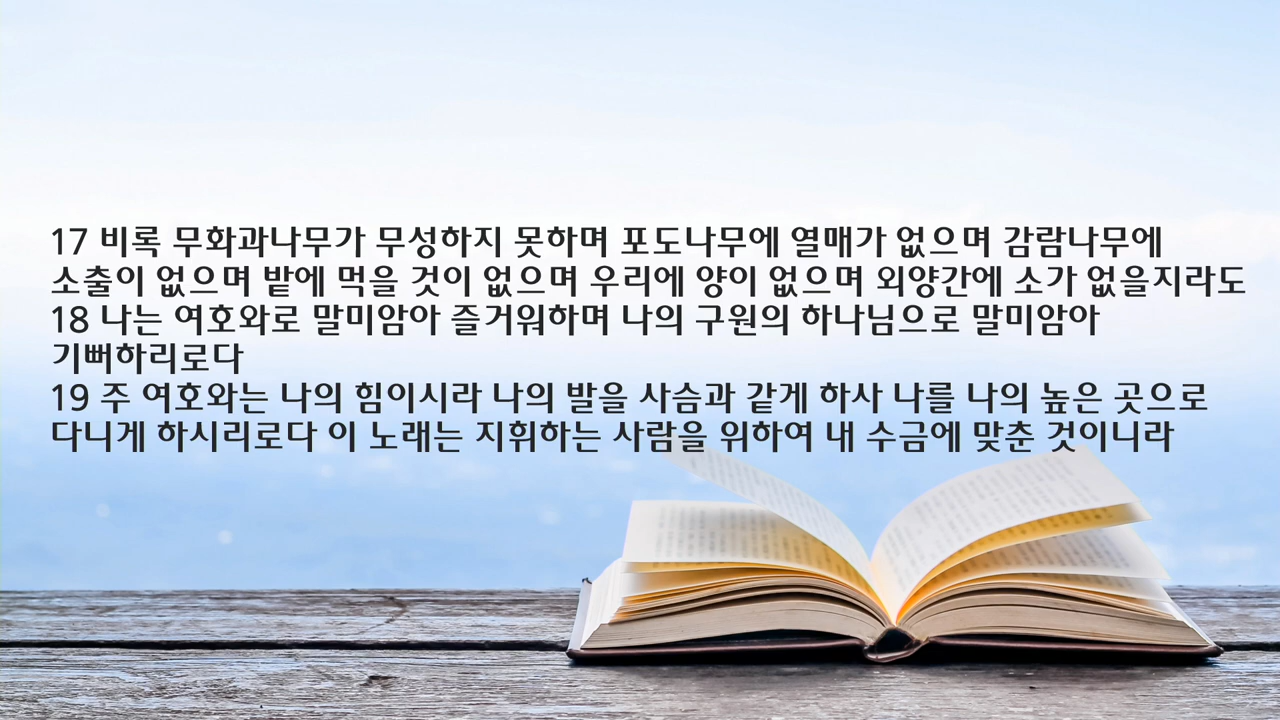 17 비록 무화과나무가 무성하지 못하며 포도나무에 열매가 없으며 감람나무에
소출이 없으며 밭에 먹을 것이 없으며 우리에 양이 없으며 외양간에 소가 없을지라도
18 나는 여호와로 말미암아 즐거워하며 나의 구원의 하나님으로 말미암아
기뻐하리로다
19 주 여호와는 나의 힘이시라 나의 발을 사슴과 같게 하사 나를 나의 높은 곳으로
다니게 하시리로다 이 노래는 지휘하는 사람을 위하여 내 수금에 맞춘 것이니라